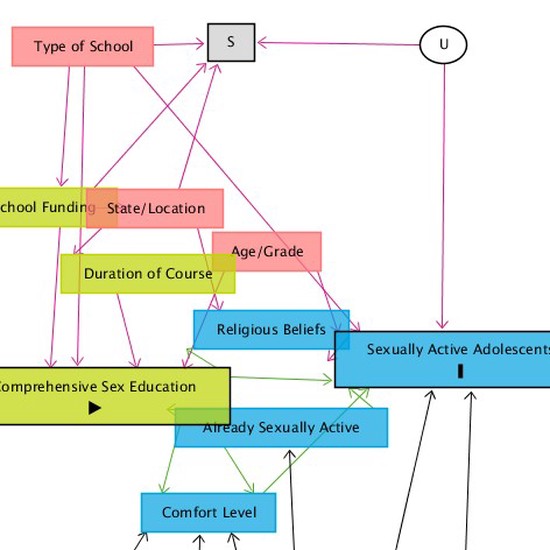 Type of School
S
U
chool Funding
State/Location
Age/Grade
Duration of Course
Religious Beliefs
Sexually Active Adolescents
Comprehensive Sex Education
Already Sexually Active
Comfort Level